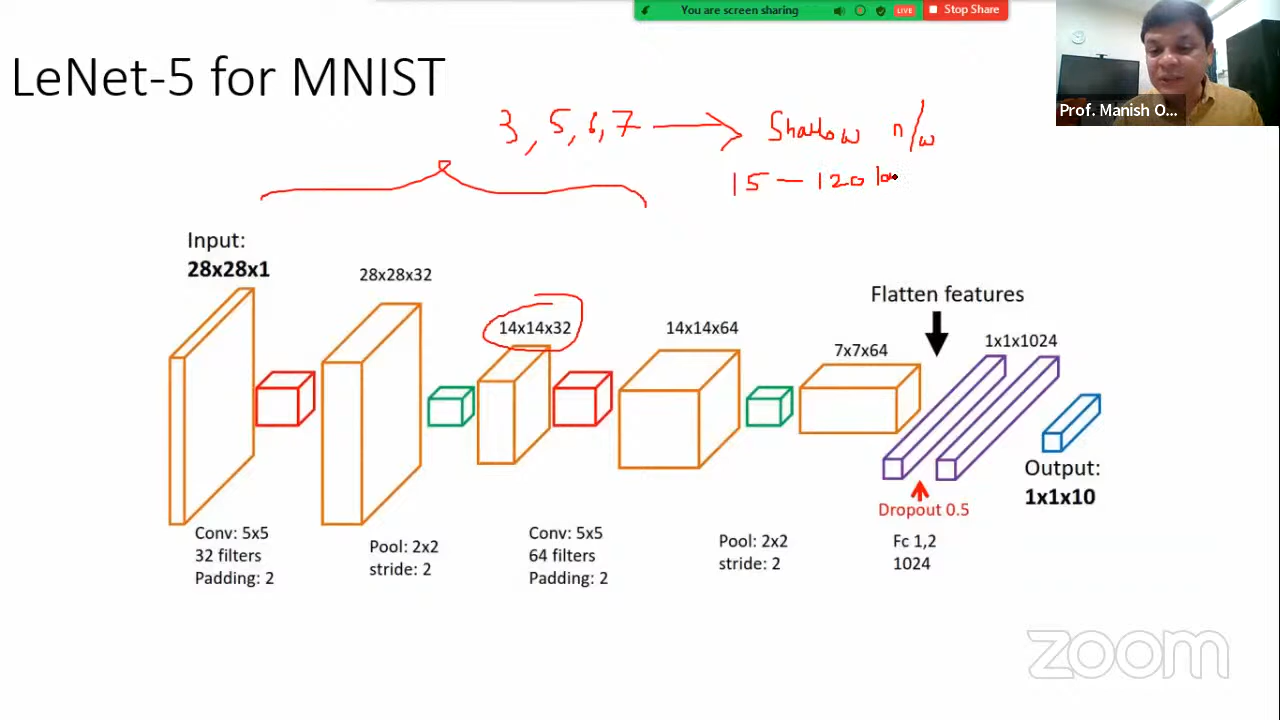 You are screen sharing LIVE Stop Share
LeNet-5 for MNIST
Prof. Manish O...
3, 5, 6, 7 → Shallow n/w
15 — 120
Input:
28x28x1
28x28x32
14x14x32
14x14x64
7x7x64
Flatten features
1x1x1024
Output:
1x1x10
Dropout 0.5
Conv: 5x5
32 filters
Padding: 2
Pool: 2x2
stride: 2
Conv: 5x5
64 filters
Padding: 2
Pool: 2x2
stride: 2
Fc 1,2
1024
zoom